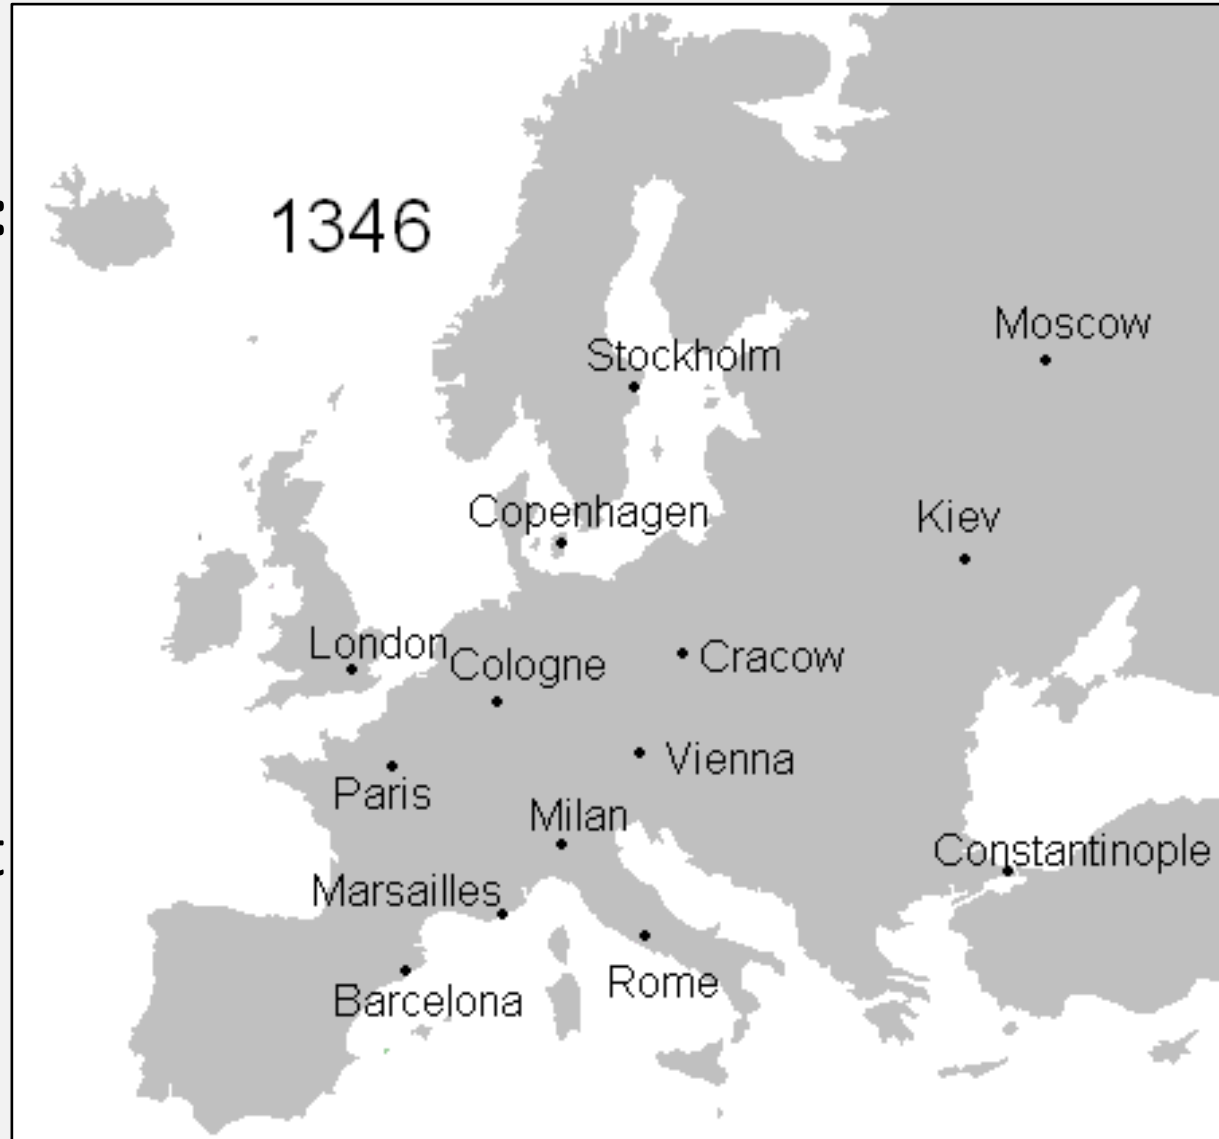 1346
Moscow
Stockholm
Copenhagen
Kiev
London
Cologne
Cracow
Vienna
Paris
Milan
Constantinople
Marsailles
Rome
Barcelona